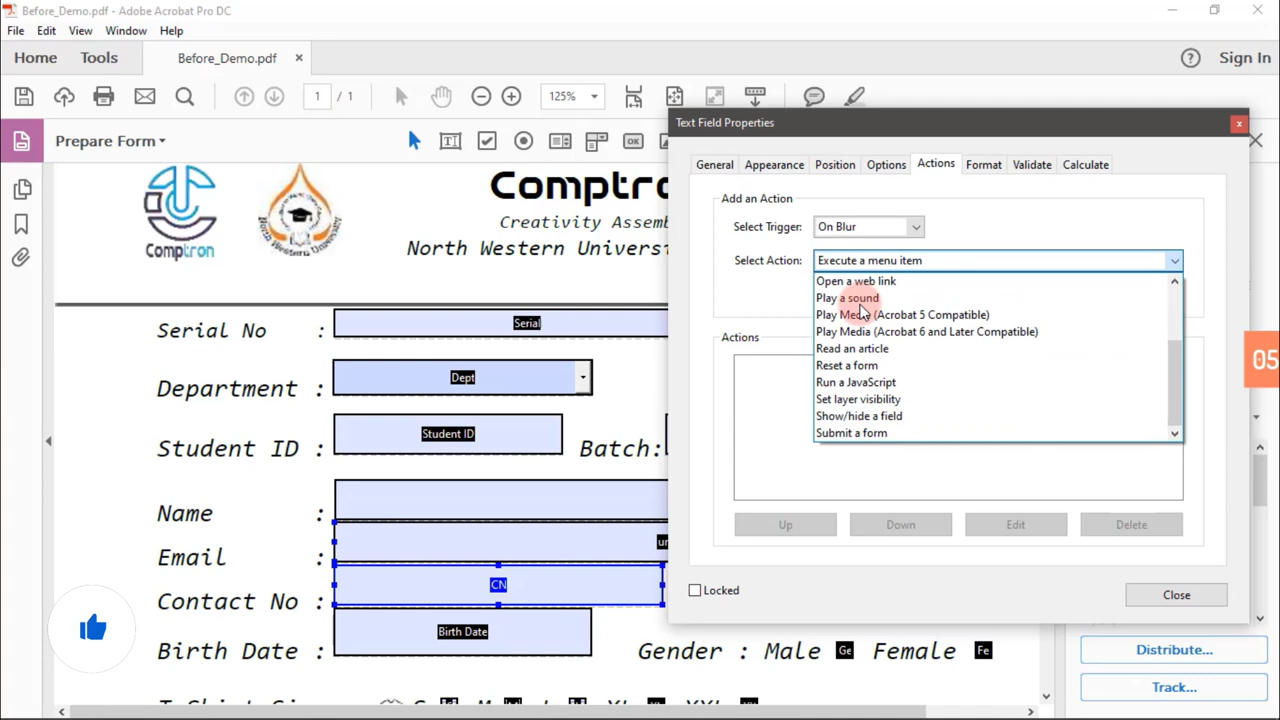 Before_Demo.pdf - Adobe Acrobat Pro DC
File Edit View Window Help
Home Tools Before_Demo.pdf × Sign In
1 / 1 125%
Prepare Form
OK
Text Field Properties
General Appearance Position Options Actions Format Validate Calculate
Add an Action
Select Trigger: On Blur
Select Action: Execute a menu item
Open a web link
Play a sound
Play Media (Acrobat 5 Compatible)
Play Media (Acrobat 6 and Later Compatible)
Read an article
Reset a form
Run a JavaScript
Set layer visibility
Show/hide a field
Submit a form
Actions
Up Down Edit Delete
Locked
Close
Comptron
Comptro
Creativity Assemb
North Western Univers
Serial No : Serial
Department : Dept
Student ID : Student ID Batch:
Name :
Email : un
Contact No : CN
Birth Date : Birth Date Gender : Male Ge Female Fe
05
Distribute...
Track...